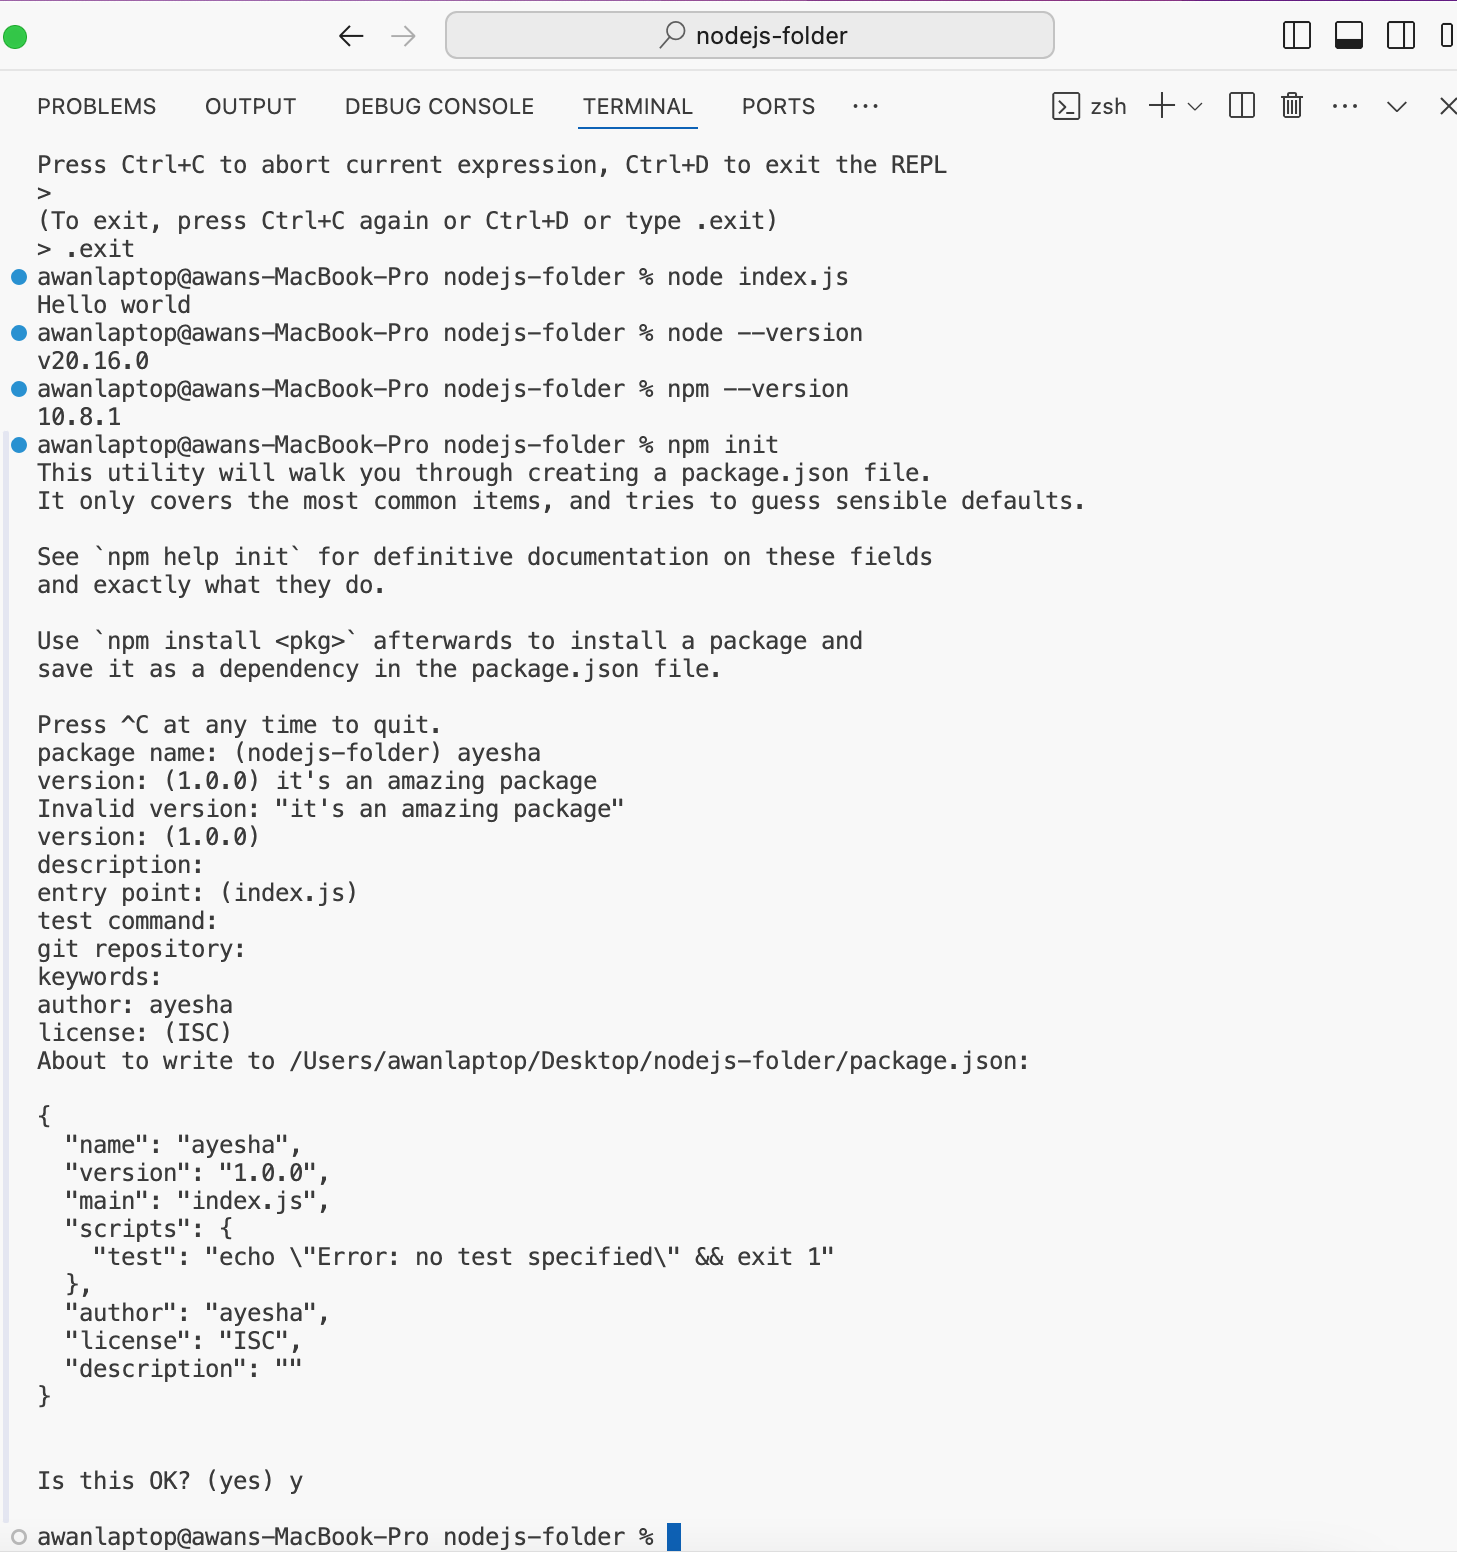 nodejs-folder
PROBLEMS OUTPUT DEBUG CONSOLE TERMINAL PORTS ··· zsh
Press Ctrl+C to abort current expression, Ctrl+D to exit the REPL
>
(To exit, press Ctrl+C again or Ctrl+D or type .exit)
> .exit
awanlaptop@awans-MacBook-Pro nodejs-folder % node index.js
Hello world
awanlaptop@awans-MacBook-Pro nodejs-folder % node --version
v20.16.0
awanlaptop@awans-MacBook-Pro nodejs-folder % npm --version
10.8.1
awanlaptop@awans-MacBook-Pro nodejs-folder % npm init
This utility will walk you through creating a package.json file.
It only covers the most common items, and tries to guess sensible defaults.

See `npm help init` for definitive documentation on these fields
and exactly what they do.

Use `npm install <pkg>` afterwards to install a package and
save it as a dependency in the package.json file.

Press ^C at any time to quit.
package name: (nodejs-folder) ayesha
version: (1.0.0) it's an amazing package
Invalid version: "it's an amazing package"
version: (1.0.0)
description:
entry point: (index.js)
test command:
git repository:
keywords:
author: ayesha
license: (ISC)
About to write to /Users/awanlaptop/Desktop/nodejs-folder/package.json:

{
  "name": "ayesha",
  "version": "1.0.0",
  "main": "index.js",
  "scripts": {
    "test": "echo \"Error: no test specified\" && exit 1"
  },
  "author": "ayesha",
  "license": "ISC",
  "description": ""
}

Is this OK? (yes) y

awanlaptop@awans-MacBook-Pro nodejs-folder %